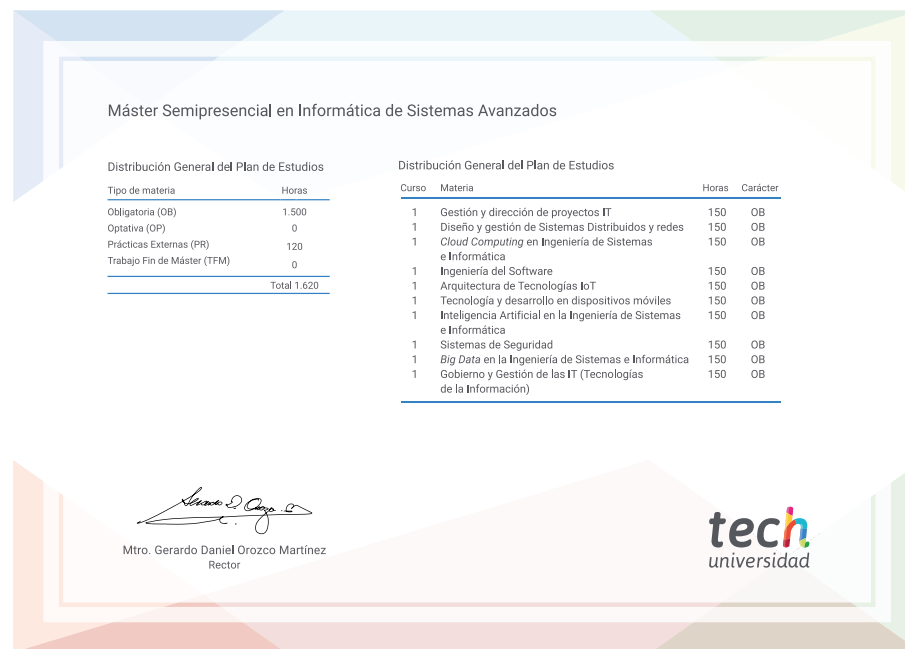 Máster Semipresencial en Informática de Sistemas Avanzados
Distribución General del Plan de Estudios
Tipo de materia Horas
Obligatoria (OB) 1.500
Optativa (OP) 0
Prácticas Externas (PR) 120
Trabajo Fin de Máster (TFM) 0
Total 1.620
Distribución General del Plan de Estudios
Curso Materia Horas Carácter
1 Gestión y dirección de proyectos IT 150 OB
1 Diseño y gestión de Sistemas Distribuidos y redes 150 OB
1 Cloud Computing en Ingeniería de Sistemas 150 OB
e Informática
1 Ingeniería del Software 150 OB
1 Arquitectura de Tecnologías IoT 150 OB
1 Tecnología y desarrollo en dispositivos móviles 150 OB
1 Inteligencia Artificial en la Ingeniería de Sistemas 150 OB
e Informática
1 Sistemas de Seguridad 150 OB
1 Big Data en la Ingeniería de Sistemas e Informática 150 OB
1 Gobierno y Gestión de las IT (Tecnologías 150 OB
de la Información)
Mtro. Gerardo Daniel Orozco Martínez
Rector
tech
universidad